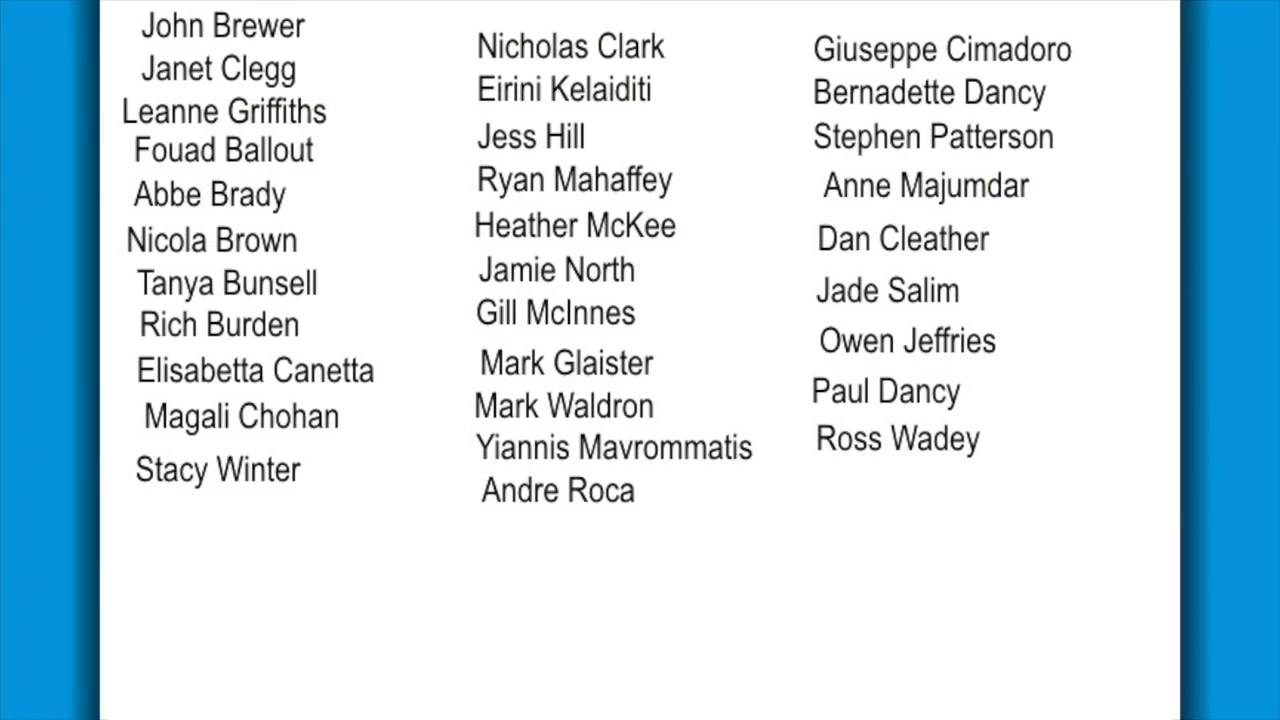 John Brewer
Janet Clegg
Leanne Griffiths
Fouad Ballout
Abbe Brady
Nicola Brown
Tanya Bunsell
Rich Burden
Elisabetta Canetta
Magali Chohan
Stacy Winter
Nicholas Clark
Eirini Kelaiditi
Jess Hill
Ryan Mahaffey
Heather McKee
Jamie North
Gill McInnes
Mark Glaister
Mark Waldron
Yiannis Mavrommatis
Andre Roca
Giuseppe Cimadoro
Bernadette Dancy
Stephen Patterson
Anne Majumdar
Dan Cleather
Jade Salim
Owen Jeffries
Paul Dancy
Ross Wadey